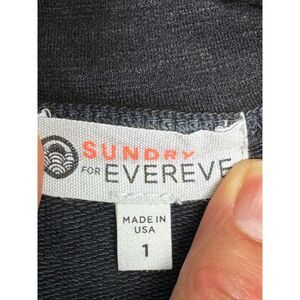 SUNDRY
FOR EVEREVE
MADE IN
USA
1